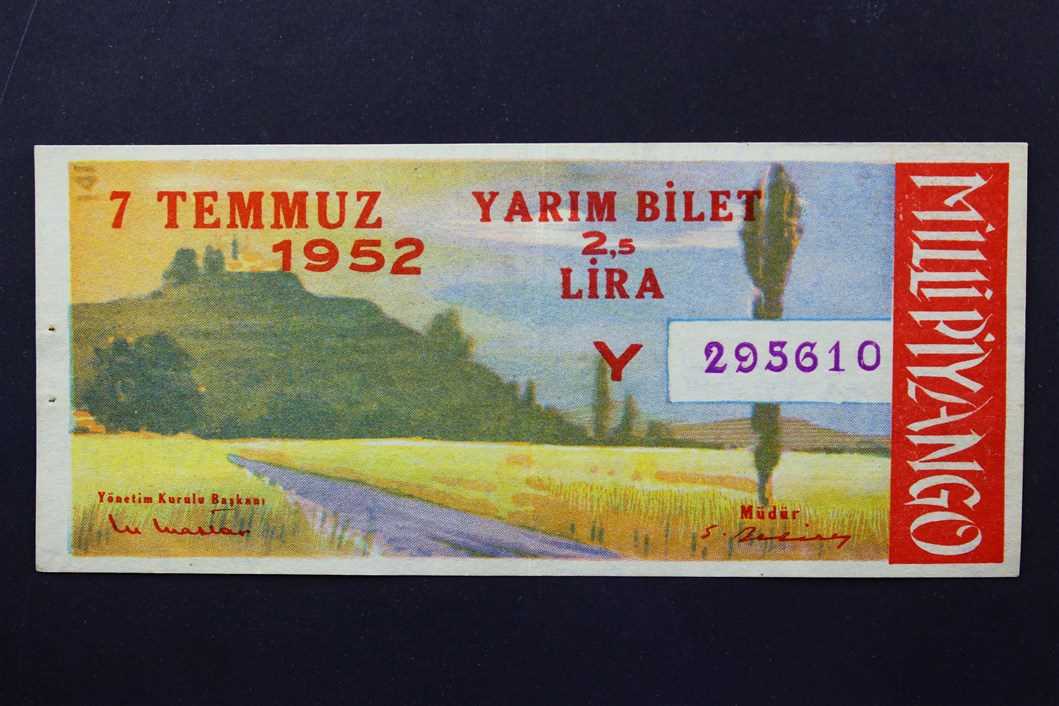 7 TEMMUZ
1952
YARIM BİLET
2,5
LİRA
Y
295610
Yönetim Kurulu Başkanı
Müdür
MİLLİ PİYANGO